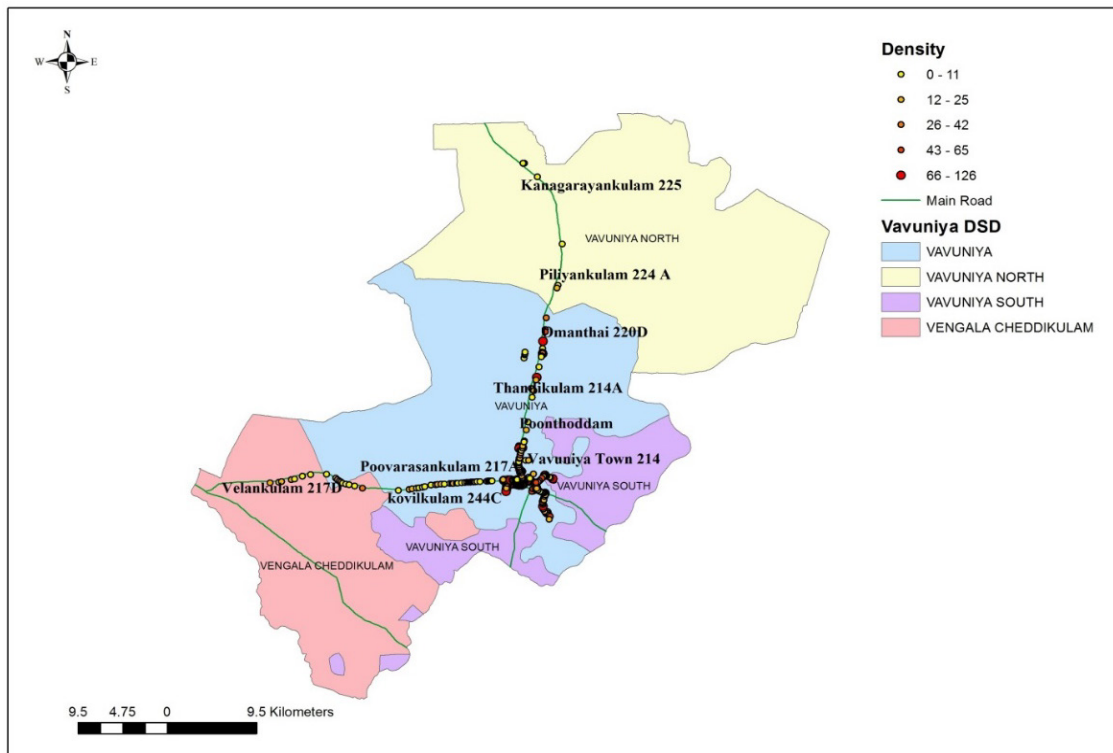 N
W E
S
Density
0 - 11
12 - 25
26 - 42
43 - 65
66 - 126
Main Road
Vavuniya DSD
VAVUNIYA
VAVUNIYA NORTH
VAVUNIYA SOUTH
VENGALA CHEDDIKULAM
Kanagarayankulam 225
VAVUNIYA NORTH
Piliyankulam 224 A
Omanthai 220D
Thandikulam 214A
VAVUNIYA
Poonthoddam
Poovarasankulam 217A
Vavuniya Town 214
Velankulam 217D
kovilkulam 244C
VAVUNIYA SOUTH
VAVUNIYA SOUTH
VENGALA CHEDDIKULAM
9.5 4.75 0 9.5 Kilometers